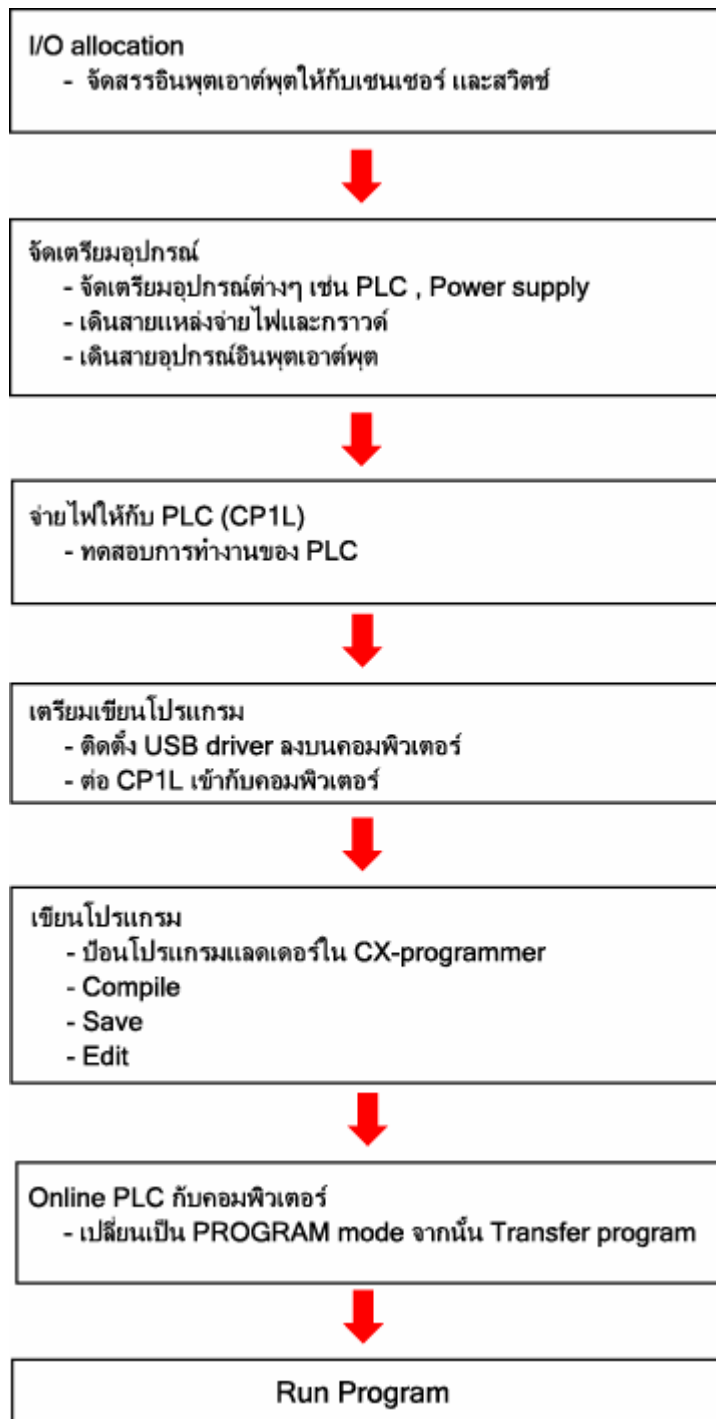 I/O allocation
- จัดสรรอินพุตเอาต์พุตให้กับเซนเซอร์ และสวิตช์
จัดเตรียมอุปกรณ์
- จัดเตรียมอุปกรณ์ต่างๆ เช่น PLC , Power supply
- เดินสายแหล่งจ่ายไฟและกราวด์
- เดินสายอุปกรณ์อินพุตเอาต์พุต
จ่ายไฟให้กับ PLC (CP1L)
- ทดสอบการทำงานของ PLC
เตรียมเขียนโปรแกรม
- ติดตั้ง USB driver ลงบนคอมพิวเตอร์
- ต่อ CP1L เข้ากับคอมพิวเตอร์
เขียนโปรแกรม
- ป้อนโปรแกรมแลดเดอร์ใน CX-programmer
- Compile
- Save
- Edit
Online PLC กับคอมพิวเตอร์
- เปลี่ยนเป็น PROGRAM mode จากนั้น Transfer program
Run Program